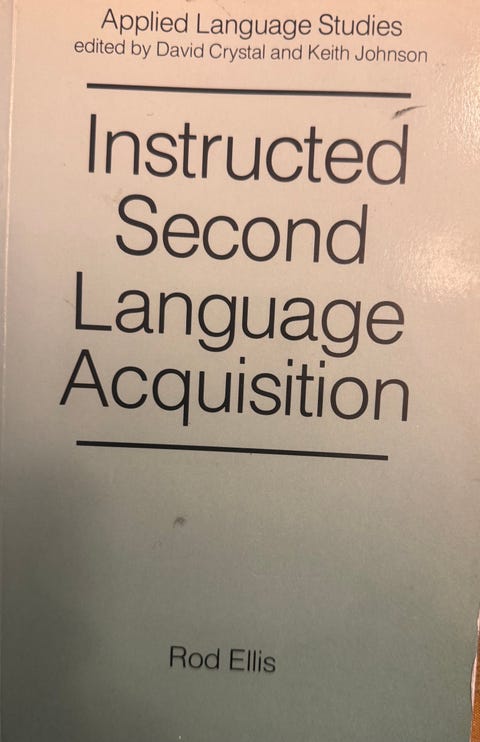 Applied Language Studies
edited by David Crystal and Keith Johnson
Instructed
Second
Language
Acquisition
Rod Ellis